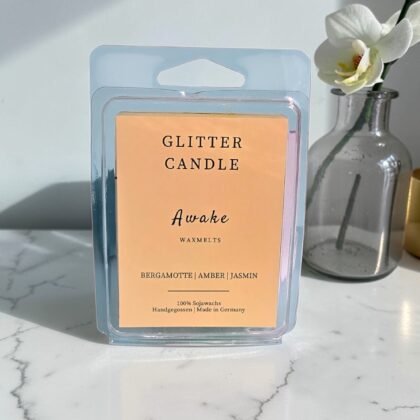 GLITTER
CANDLE
Awake
WAXMELTS
BERGAMOTTE | AMBER | JASMIN
100% Sojawachs
Handgegossen | Made in Germany